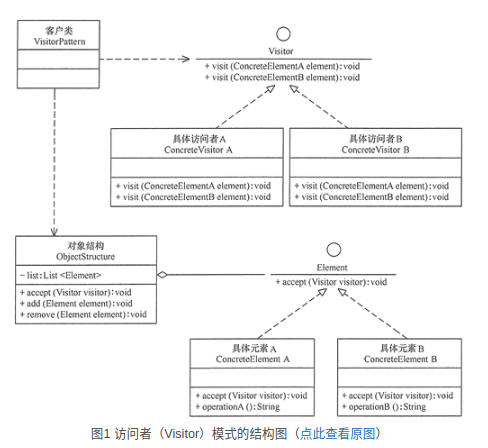 客户类
VisitorPattern
Visitor
+ visit (ConcreteElementA element):void
+ visit (ConcreteElementB element):void
具体访问者 A
ConcreteVisitor A
+ visit (ConcreteElementA element):void
+ visit (ConcreteElementB element):void
具体访问者 B
ConcreteVisitor B
+ visit (ConcreteElementA element):void
+ visit (ConcreteElementB element):void
对象结构
ObjectStructure
− list:List <Element>
+ accept (Visitor visitor):void
+ add (Element element):void
+ remove (Element element):void
Element
+ accept (Visitor visitor):void
具体元素 A
ConcreteElement A
+ accept (Visitor visitor):void
+ operationA ():String
具体元素 B
ConcreteElement B
+ accept (Visitor visitor):void
+ operationB ():String
图1 访问者（Visitor）模式的结构图（点此查看原图）